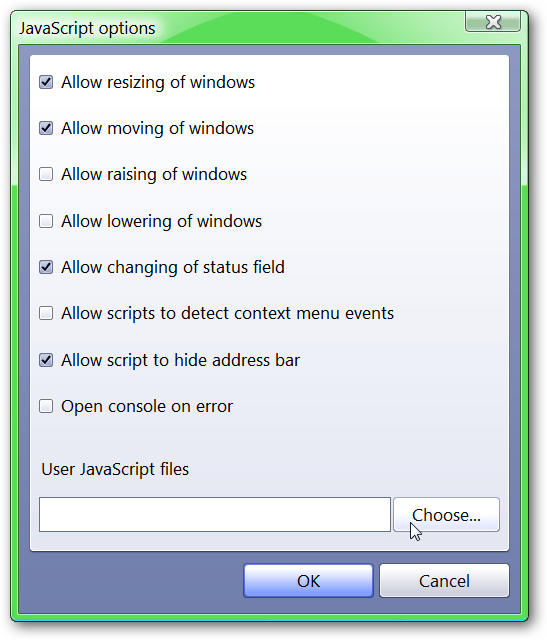 JavaScript options
Allow resizing of windows
Allow moving of windows
Allow raising of windows
Allow lowering of windows
Allow changing of status field
Allow scripts to detect context menu events
Allow script to hide address bar
Open console on error
User JavaScript files
Choose...
OK Cancel